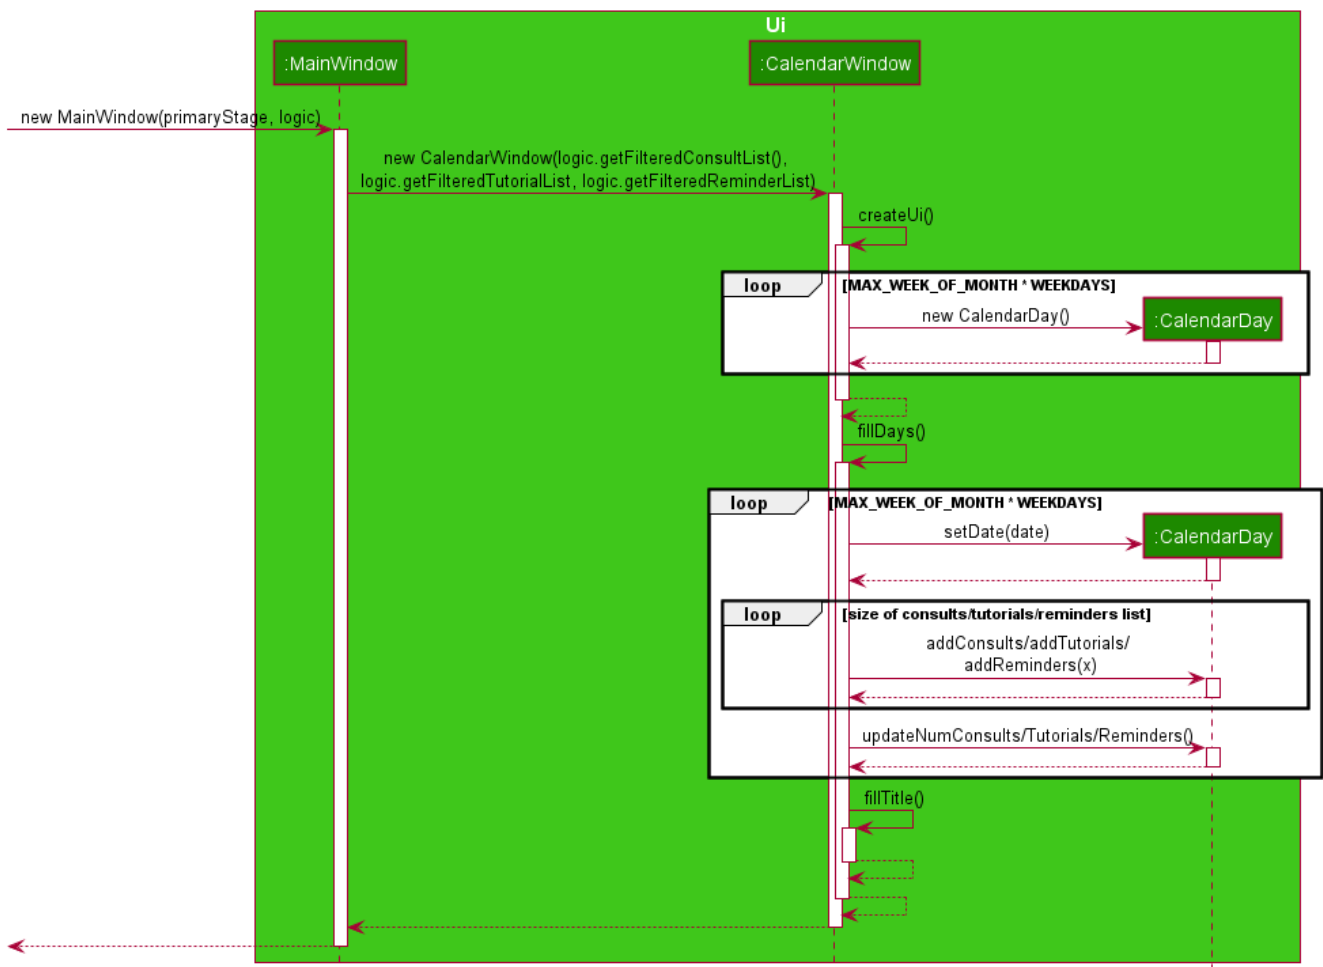 Ui
:MainWindow
:CalendarWindow
new MainWindow(primaryStage, logic)
new CalendarWindow(logic.getFilteredConsultList(),
logic.getFilteredTutorialList, logic.getFilteredReminderList)
createUi()
loop
[MAX_WEEK_OF_MONTH * WEEKDAYS]
new CalendarDay()
:CalendarDay
fillDays()
loop
[MAX_WEEK_OF_MONTH * WEEKDAYS]
setDate(date)
:CalendarDay
loop
[size of consults/tutorials/reminders list]
addConsults/addTutorials/
addReminders(x)
updateNumConsults/Tutorials/Reminders()
fillTitle()